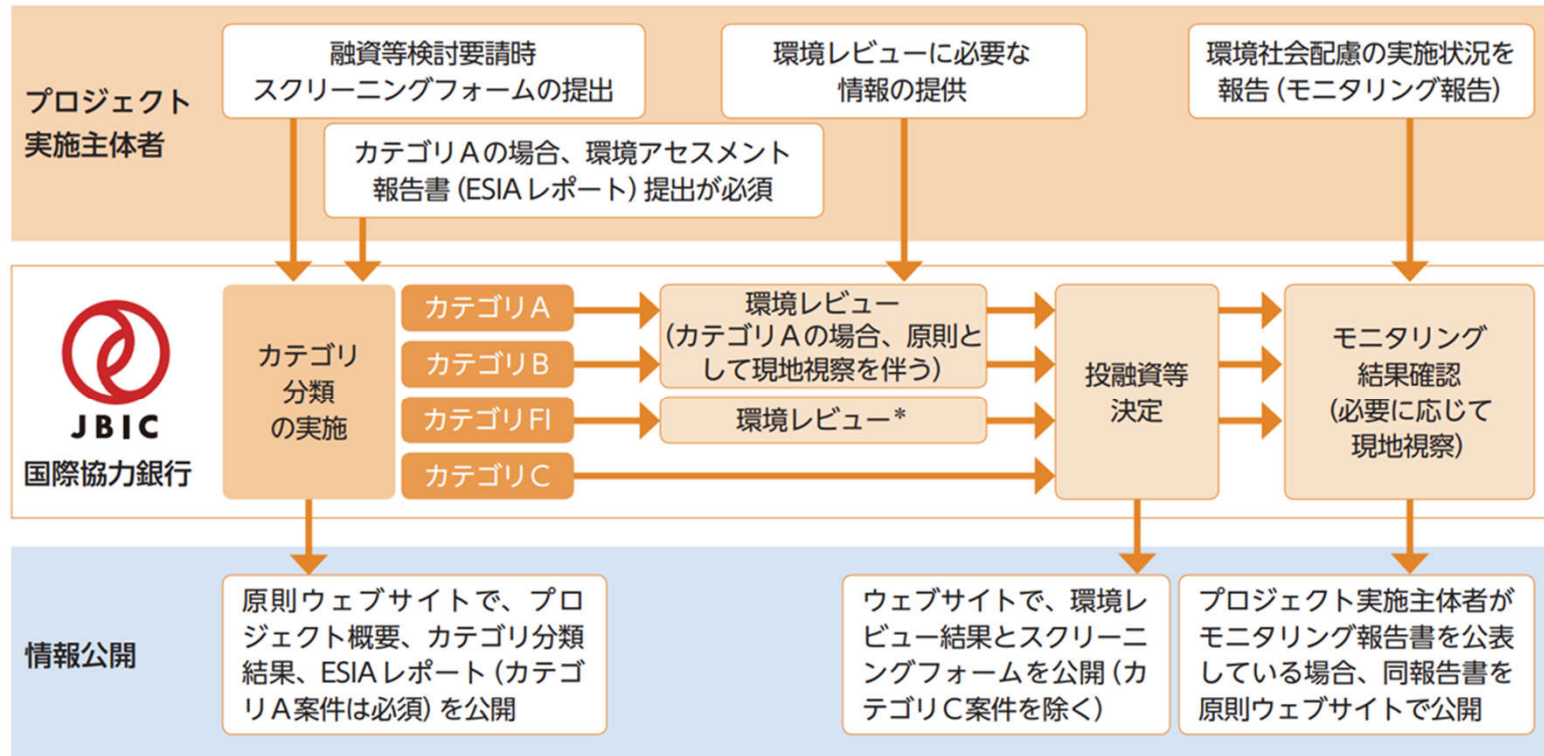 プロジェクト
実施主体者
融資等検討要請時
スクリーニングフォームの提出
カテゴリAの場合、環境アセスメント
報告書(ESIAレポート)提出が必須
環境レビューに必要な
情報の提供
環境社会配慮の実施状況を
報告(モニタリング報告)
JBIC
国際協力銀行
カテゴリ
分類
の実施
カテゴリA
カテゴリB
カテゴリFI
カテゴリC
環境レビュー
(カテゴリAの場合、原則と
して現地視察を伴う)
環境レビュー*
投融資等
決定
モニタリング
結果確認
(必要に応じて
現地視察)
情報公開
原則ウェブサイトで、プロ
ジェクト概要、カテゴリ分類
結果、ESIAレポート(カテゴ
リA案件は必須)を公開
ウェブサイトで、環境レ
ビュー結果とスクリーニ
ングフォームを公開(カ
テゴリC案件を除く)
プロジェクト実施主体者が
モニタリング報告書を公表
している場合、同報告書を
原則ウェブサイトで公開